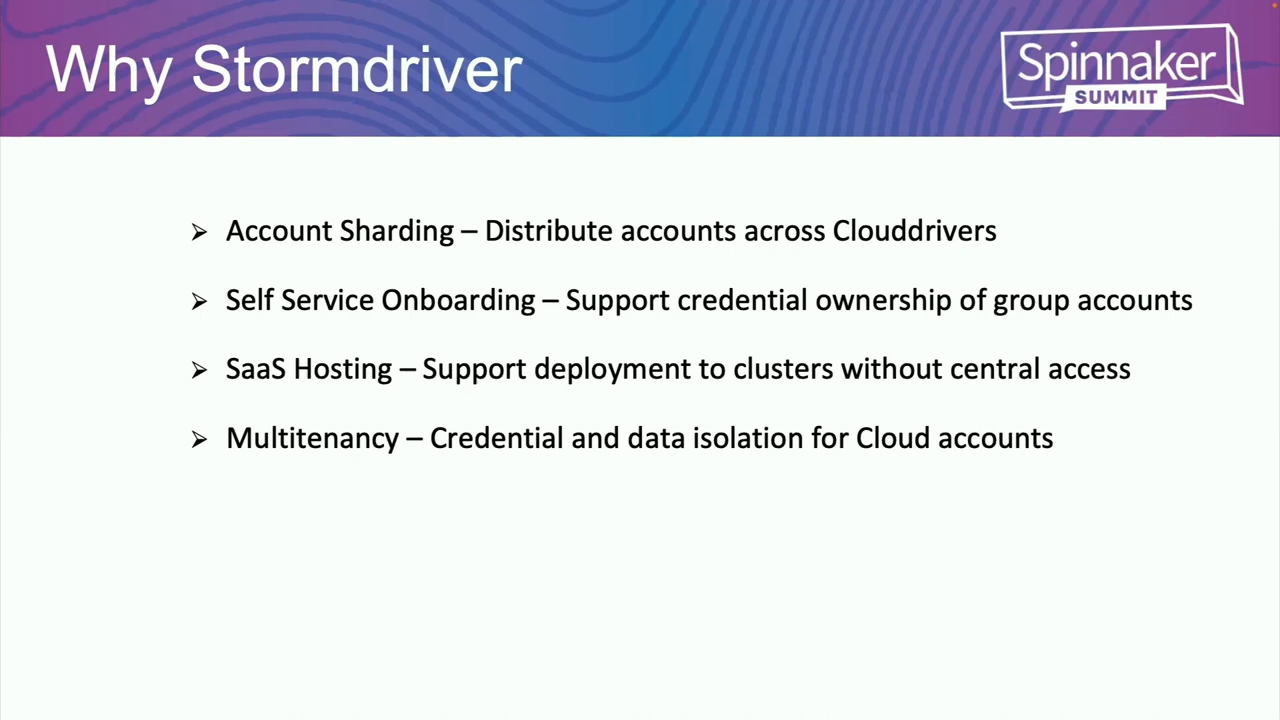 Why Stormdriver
Spinnaker
SUMMIT
➢ Account Sharding – Distribute accounts across Clouddrivers
➢ Self Service Onboarding – Support credential ownership of group accounts
➢ SaaS Hosting – Support deployment to clusters without central access
➢ Multitenancy – Credential and data isolation for Cloud accounts